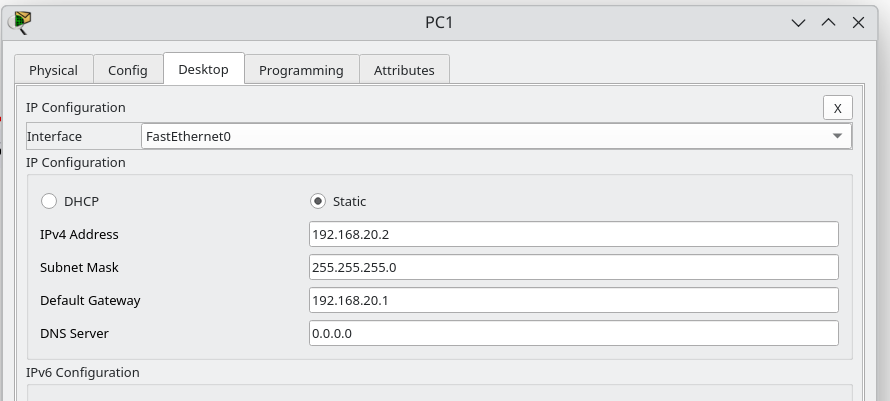 PC1
Physical Config Desktop Programming Attributes
IP Configuration X
Interface FastEthernet0
IP Configuration
DHCP Static
IPv4 Address 192.168.20.2
Subnet Mask 255.255.255.0
Default Gateway 192.168.20.1
DNS Server 0.0.0.0
IPv6 Configuration